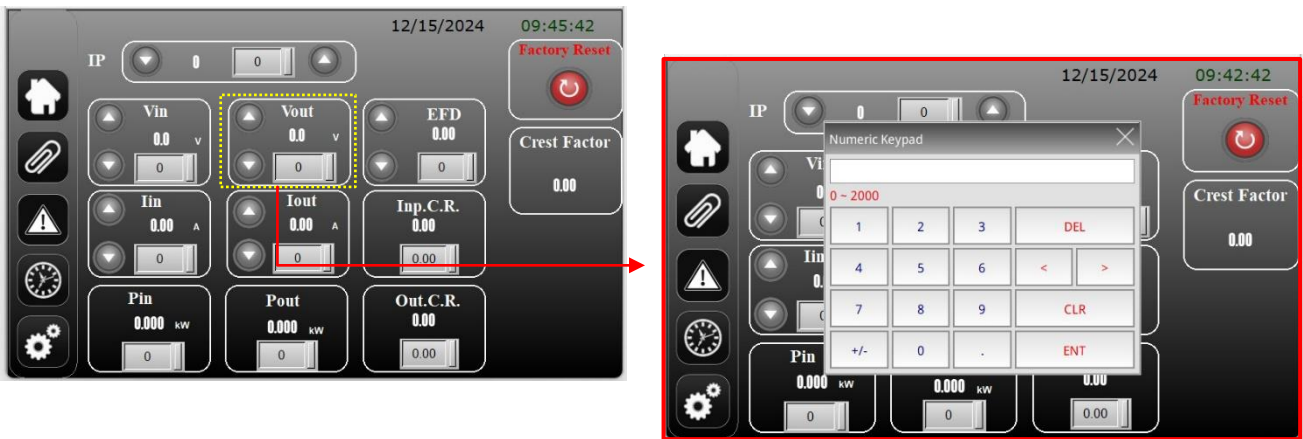 12/15/2024 09:45:42
IP 0 0
Factory Reset
Vin Vout EFD
0.0 V 0.0 V 0.00
0 0 0
Crest Factor
0.00
Iin Iout Inp.C.R.
0.00 A 0.00 A 0.00
0 0 0.00
Pin Pout Out.C.R.
0.000 kW 0.000 kW 0.00
0 0 0.00
12/15/2024 09:42:42
IP 0 0
Factory Reset
Numeric Keypad
0 ~ 2000
1 2 3 DEL
4 5 6 < >
7 8 9 CLR
+/- 0 . ENT
Crest Factor
0.00
Iin
Pin
0.000 kW 0.000 kW 0.00
0 0 0.00